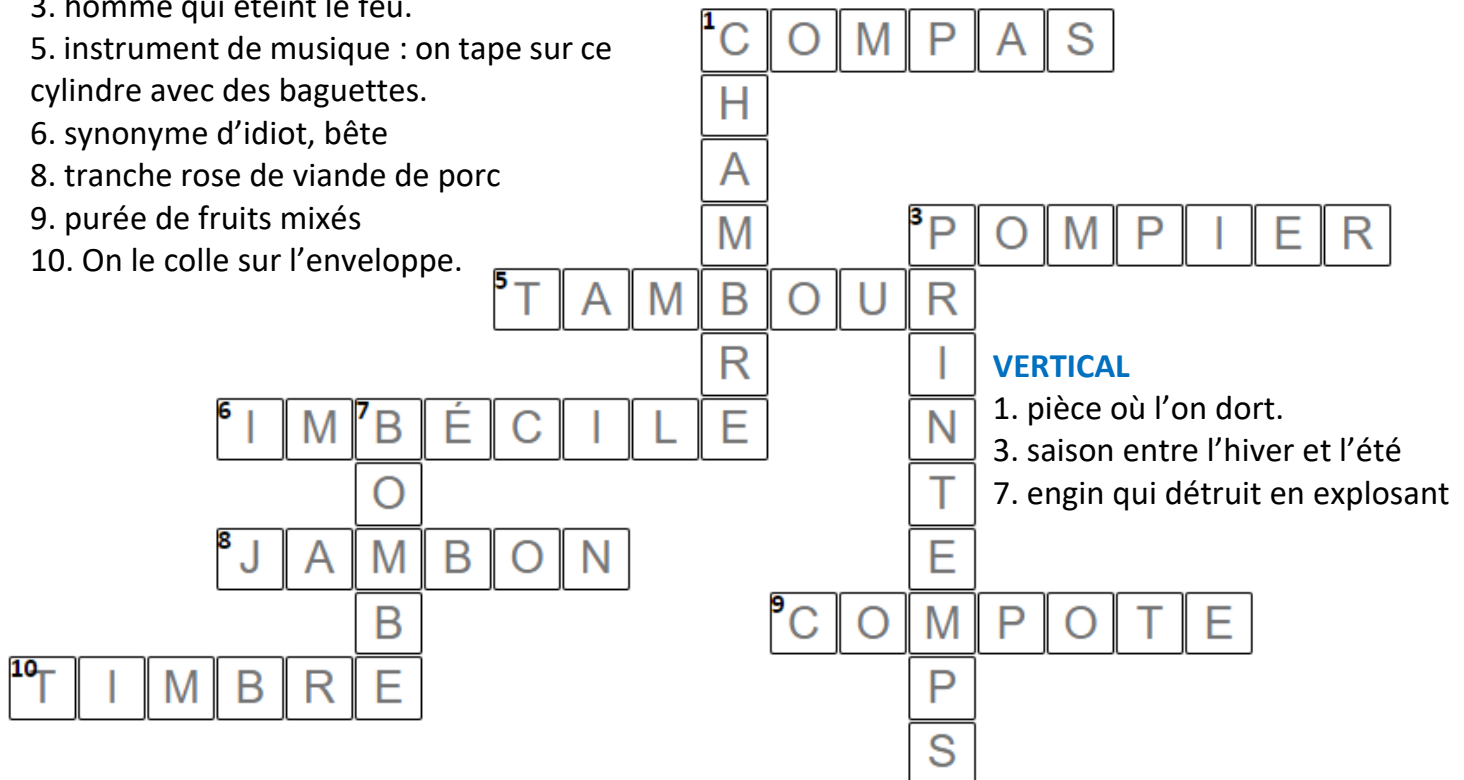 3. homme qui éteint le feu.
5. instrument de musique : on tape sur ce
cylindre avec des baguettes.
6. synonyme d’idiot, bête
8. tranche rose de viande de porc
9. purée de fruits mixés
10. On le colle sur l’enveloppe.
1 C O M P A S
H
A
M
3 P O M P I E R
5 T A M B O U R
R I
VERTICAL
1. pièce où l’on dort.
3. saison entre l’hiver et l’été
7. engin qui détruit en explosant
6 I M 7 B É C I L E N
O T
8 J A M B O N E
B
9 C O M P O T E
10 T I M B R E P
S